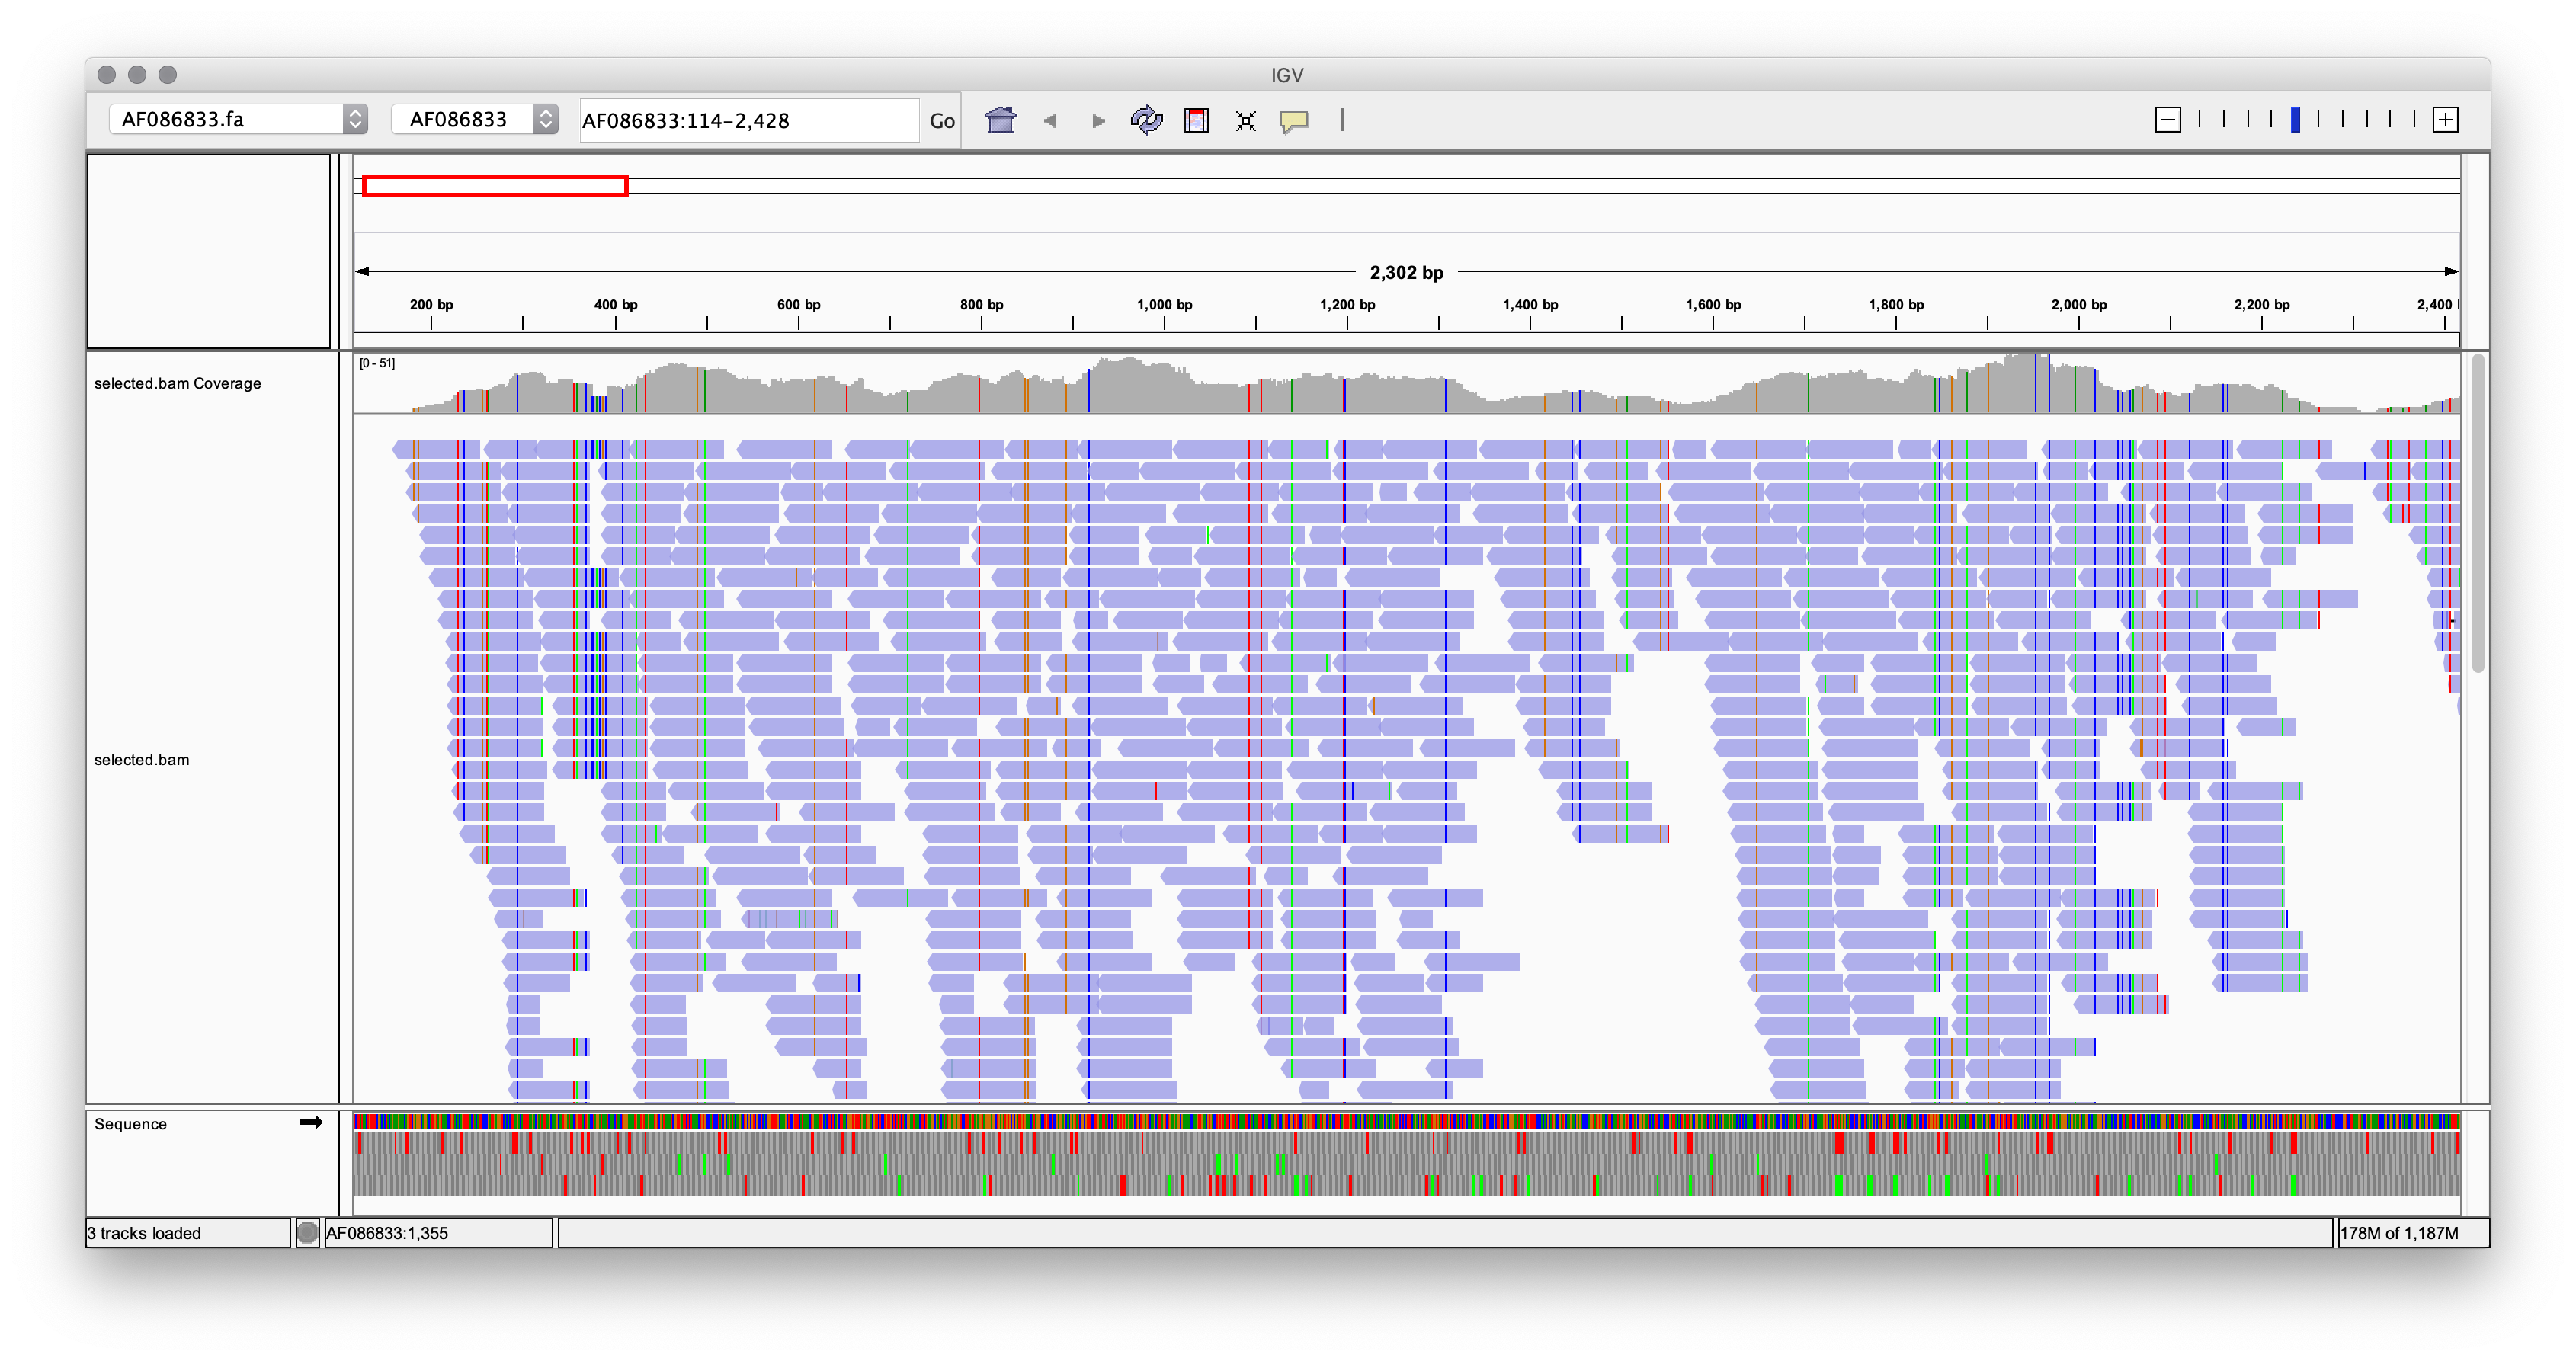 IGV
AF086833.fa AF086833 AF086833:114-2,428 Go
2,302 bp
200 bp 400 bp 600 bp 800 bp 1,000 bp 1,200 bp 1,400 bp 1,600 bp 1,800 bp 2,000 bp 2,200 bp 2,400
[0 - 51]
selected.bam Coverage
selected.bam
Sequence
3 tracks loaded AF086833:1,355 178M of 1,187M